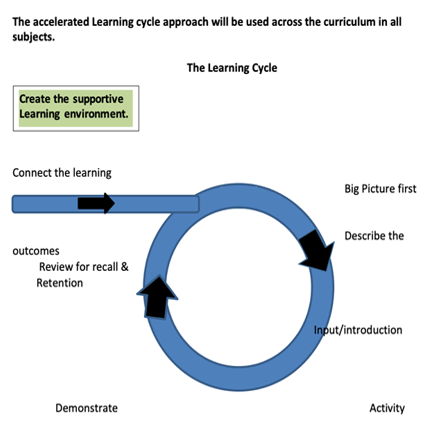 The accelerated Learning cycle approach will be used across the curriculum in all
subjects.
The Learning Cycle
Create the supportive
Learning environment.
Connect the learning
Big Picture first
Describe the
outcomes
Review for recall &
Retention
Input/introduction
Demonstrate
Activity